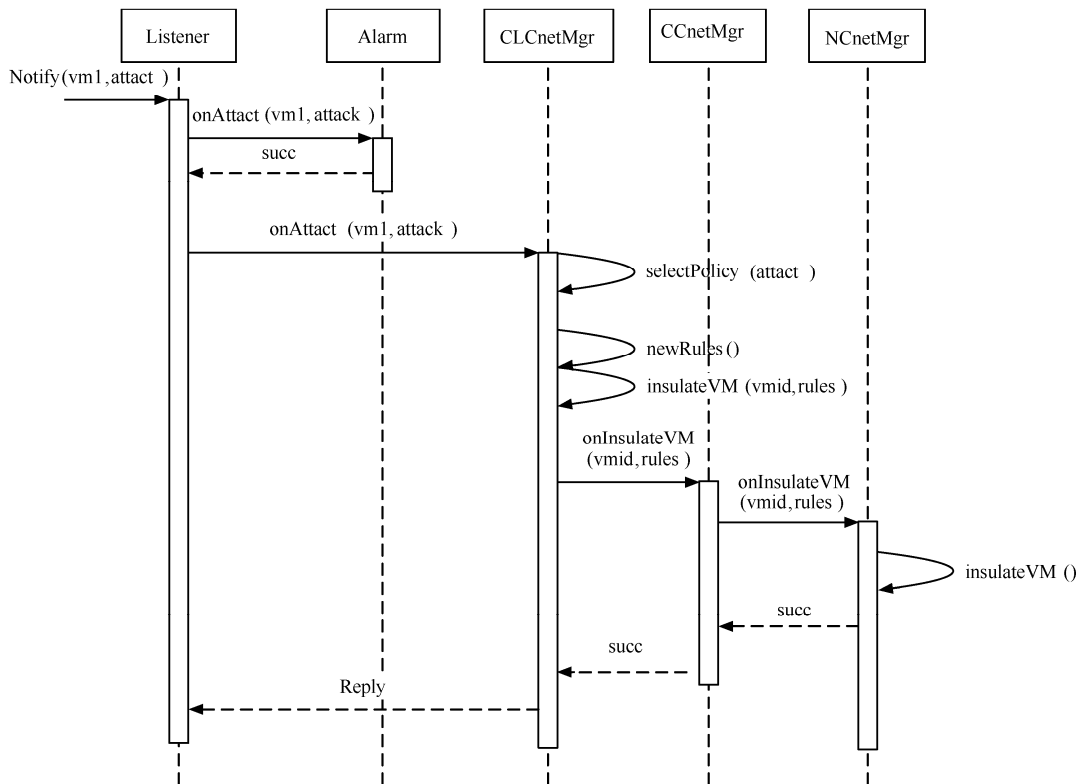 Listener
Alarm
CLCnetMgr
CCnetMgr
NCnetMgr
Notify(vm1,attact )
onAttact (vm1, attack )
succ
onAttact (vm1, attack )
selectPolicy (attact )
newRules ()
insulateVM (vmid,rules )
onInsulateVM
(vmid,rules )
onInsulateVM
(vmid,rules )
insulateVM ()
succ
succ
Reply